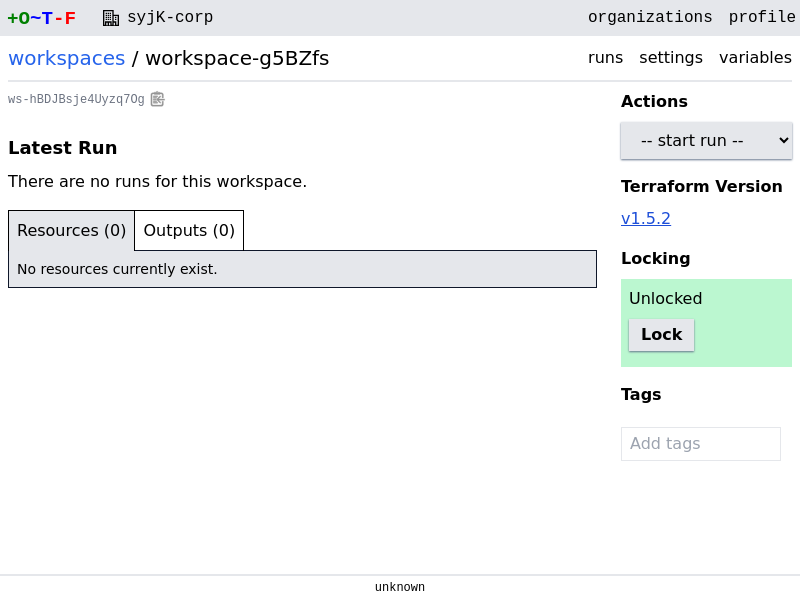 +O~T-F syjK-corp organizations profile
workspaces / workspace-g5BZfs runs settings variables
ws-hBDJBsje4Uyzq7Og
Latest Run
There are no runs for this workspace.
Resources (0) Outputs (0)
No resources currently exist.
Actions
-- start run --
Terraform Version
v1.5.2
Locking
Unlocked
Lock
Tags
Add tags
unknown